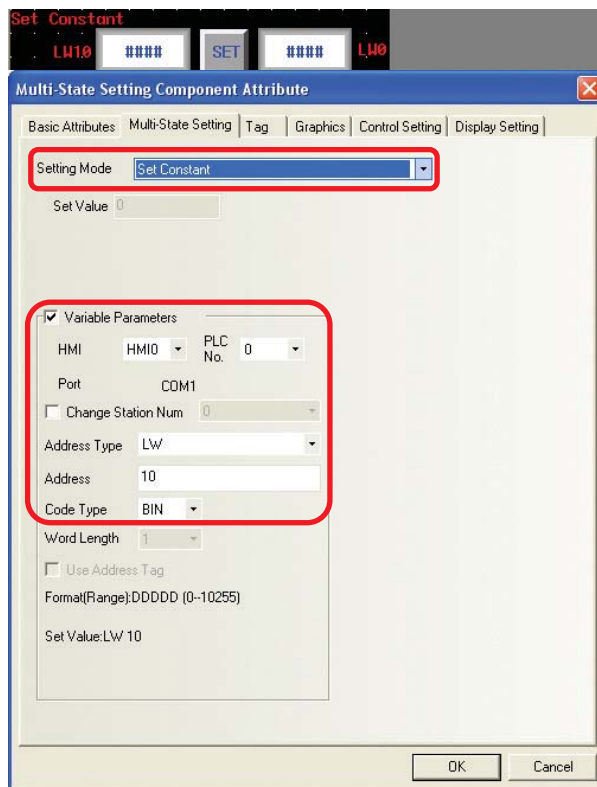 Set Constant
LW10 #### SET #### LW0
Multi-State Setting Component Attribute
Basic Attributes Multi-State Setting Tag Graphics Control Setting Display Setting
Setting Mode Set Constant
Set Value 0
Variable Parameters
HMI HMI0 PLC No. 0
Port COM1
Change Station Num 0
Address Type LW
Address 10
Code Type BIN
Word Length 1
Use Address Tag
Format(Range):DDDDD (0--10255)
Set Value:LW 10
OK Cancel